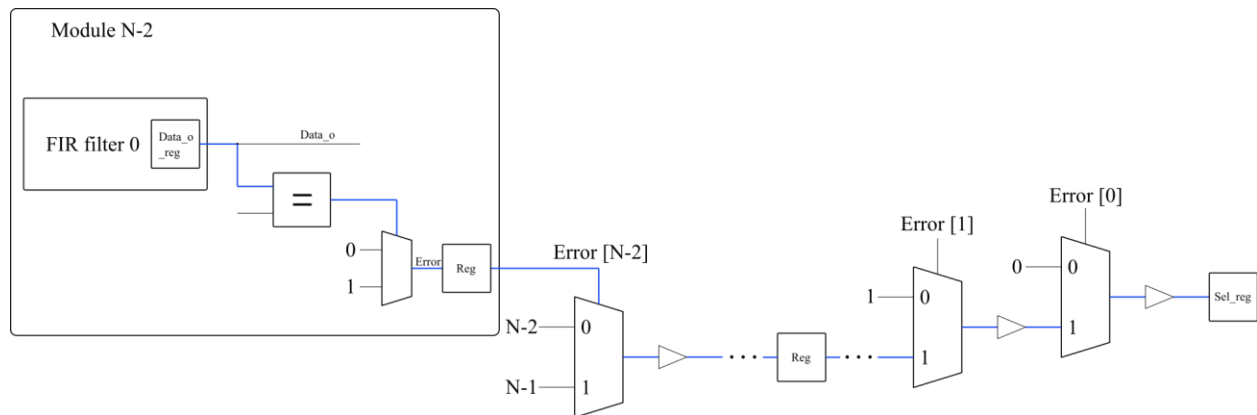 Module N-2
FIR filter 0
Data_o
_reg
Data_o
=
0
1
Error
Reg
Error [N-2]
N-2
0
N-1
1
Reg
Error [1]
1
0
1
Error [0]
0
0
1
Sel_reg